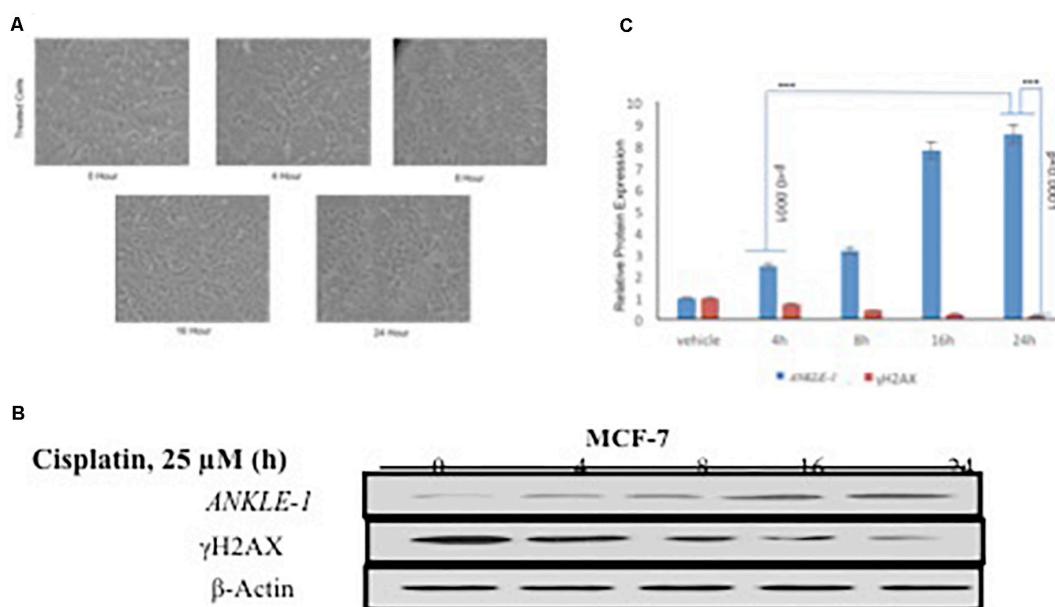 A
Treated Cells
0 Hour
4 Hour
8 Hour
16 Hour
24 Hour
C
Relative Protein Expression
10
9
8
7
6
5
4
3
2
1
0
***
***
p<0.0001
p<0.0001
vehicle 4h 8h 16h 24h
ANKLE-1 γH2AX
B
MCF-7
Cisplatin, 25 µM (h) 0 4 8 16 24
ANKLE-1
γH2AX
β-Actin